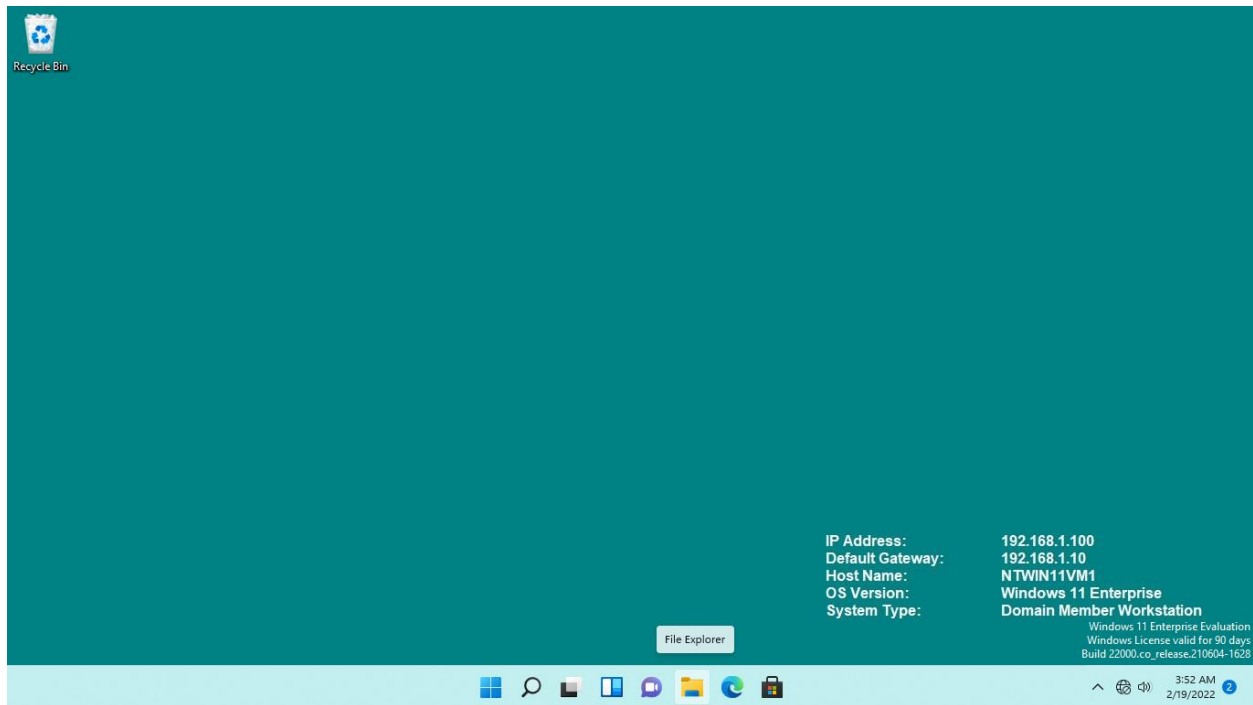 Recycle Bin
IP Address: 192.168.1.100
Default Gateway: 192.168.1.10
Host Name: NTWIN11VM1
OS Version: Windows 11 Enterprise
System Type: Domain Member Workstation
Windows 11 Enterprise Evaluation
Windows License valid for 90 days
Build 22000.co_release.210604-1628
File Explorer
3:52 AM
2/19/2022
2